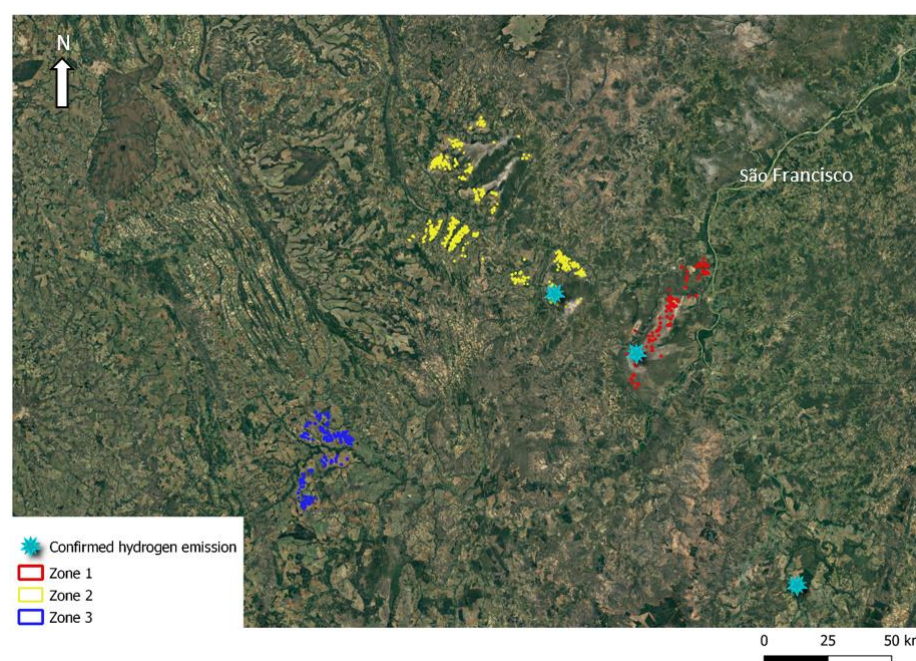 N
São Francisco
Confirmed hydrogen emission
Zone 1
Zone 2
Zone 3
0 25 50 km